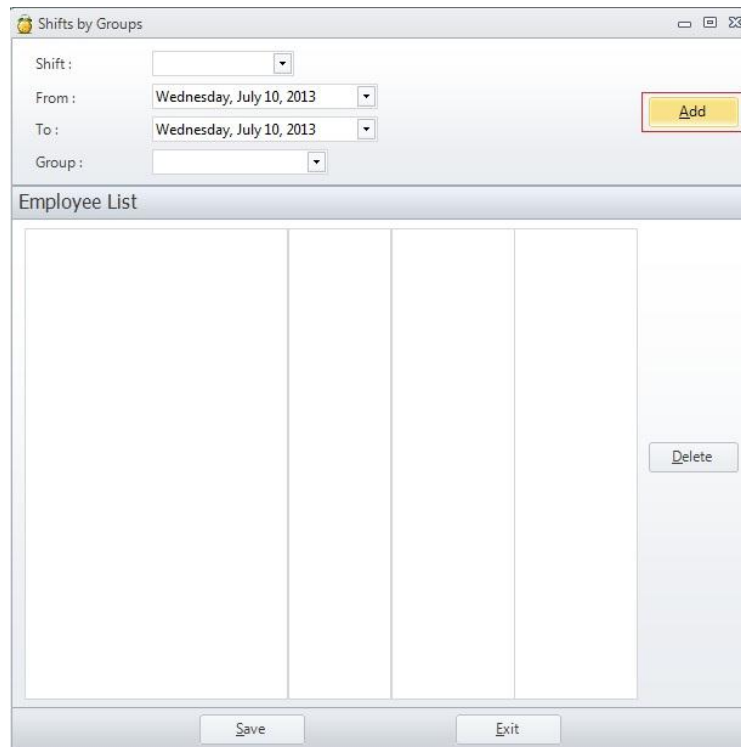 Shifts by Groups
Shift :
From : Wednesday, July 10, 2013
Add
To : Wednesday, July 10, 2013
Group :
Employee List
Delete
Save Exit